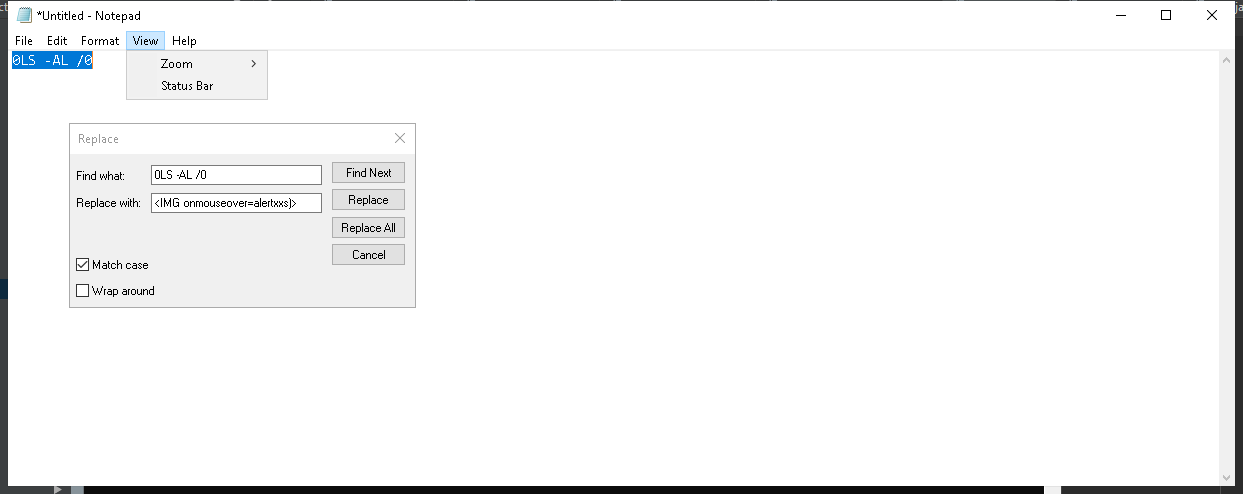 *Untitled - Notepad
File Edit Format View Help
0LS -AL /0
Zoom
Status Bar
Replace
Find what: 0LS -AL /0 Find Next
Replace with: <IMG onmouseover=alertxxs)> Replace
Replace All
Cancel
Match case
Wrap around